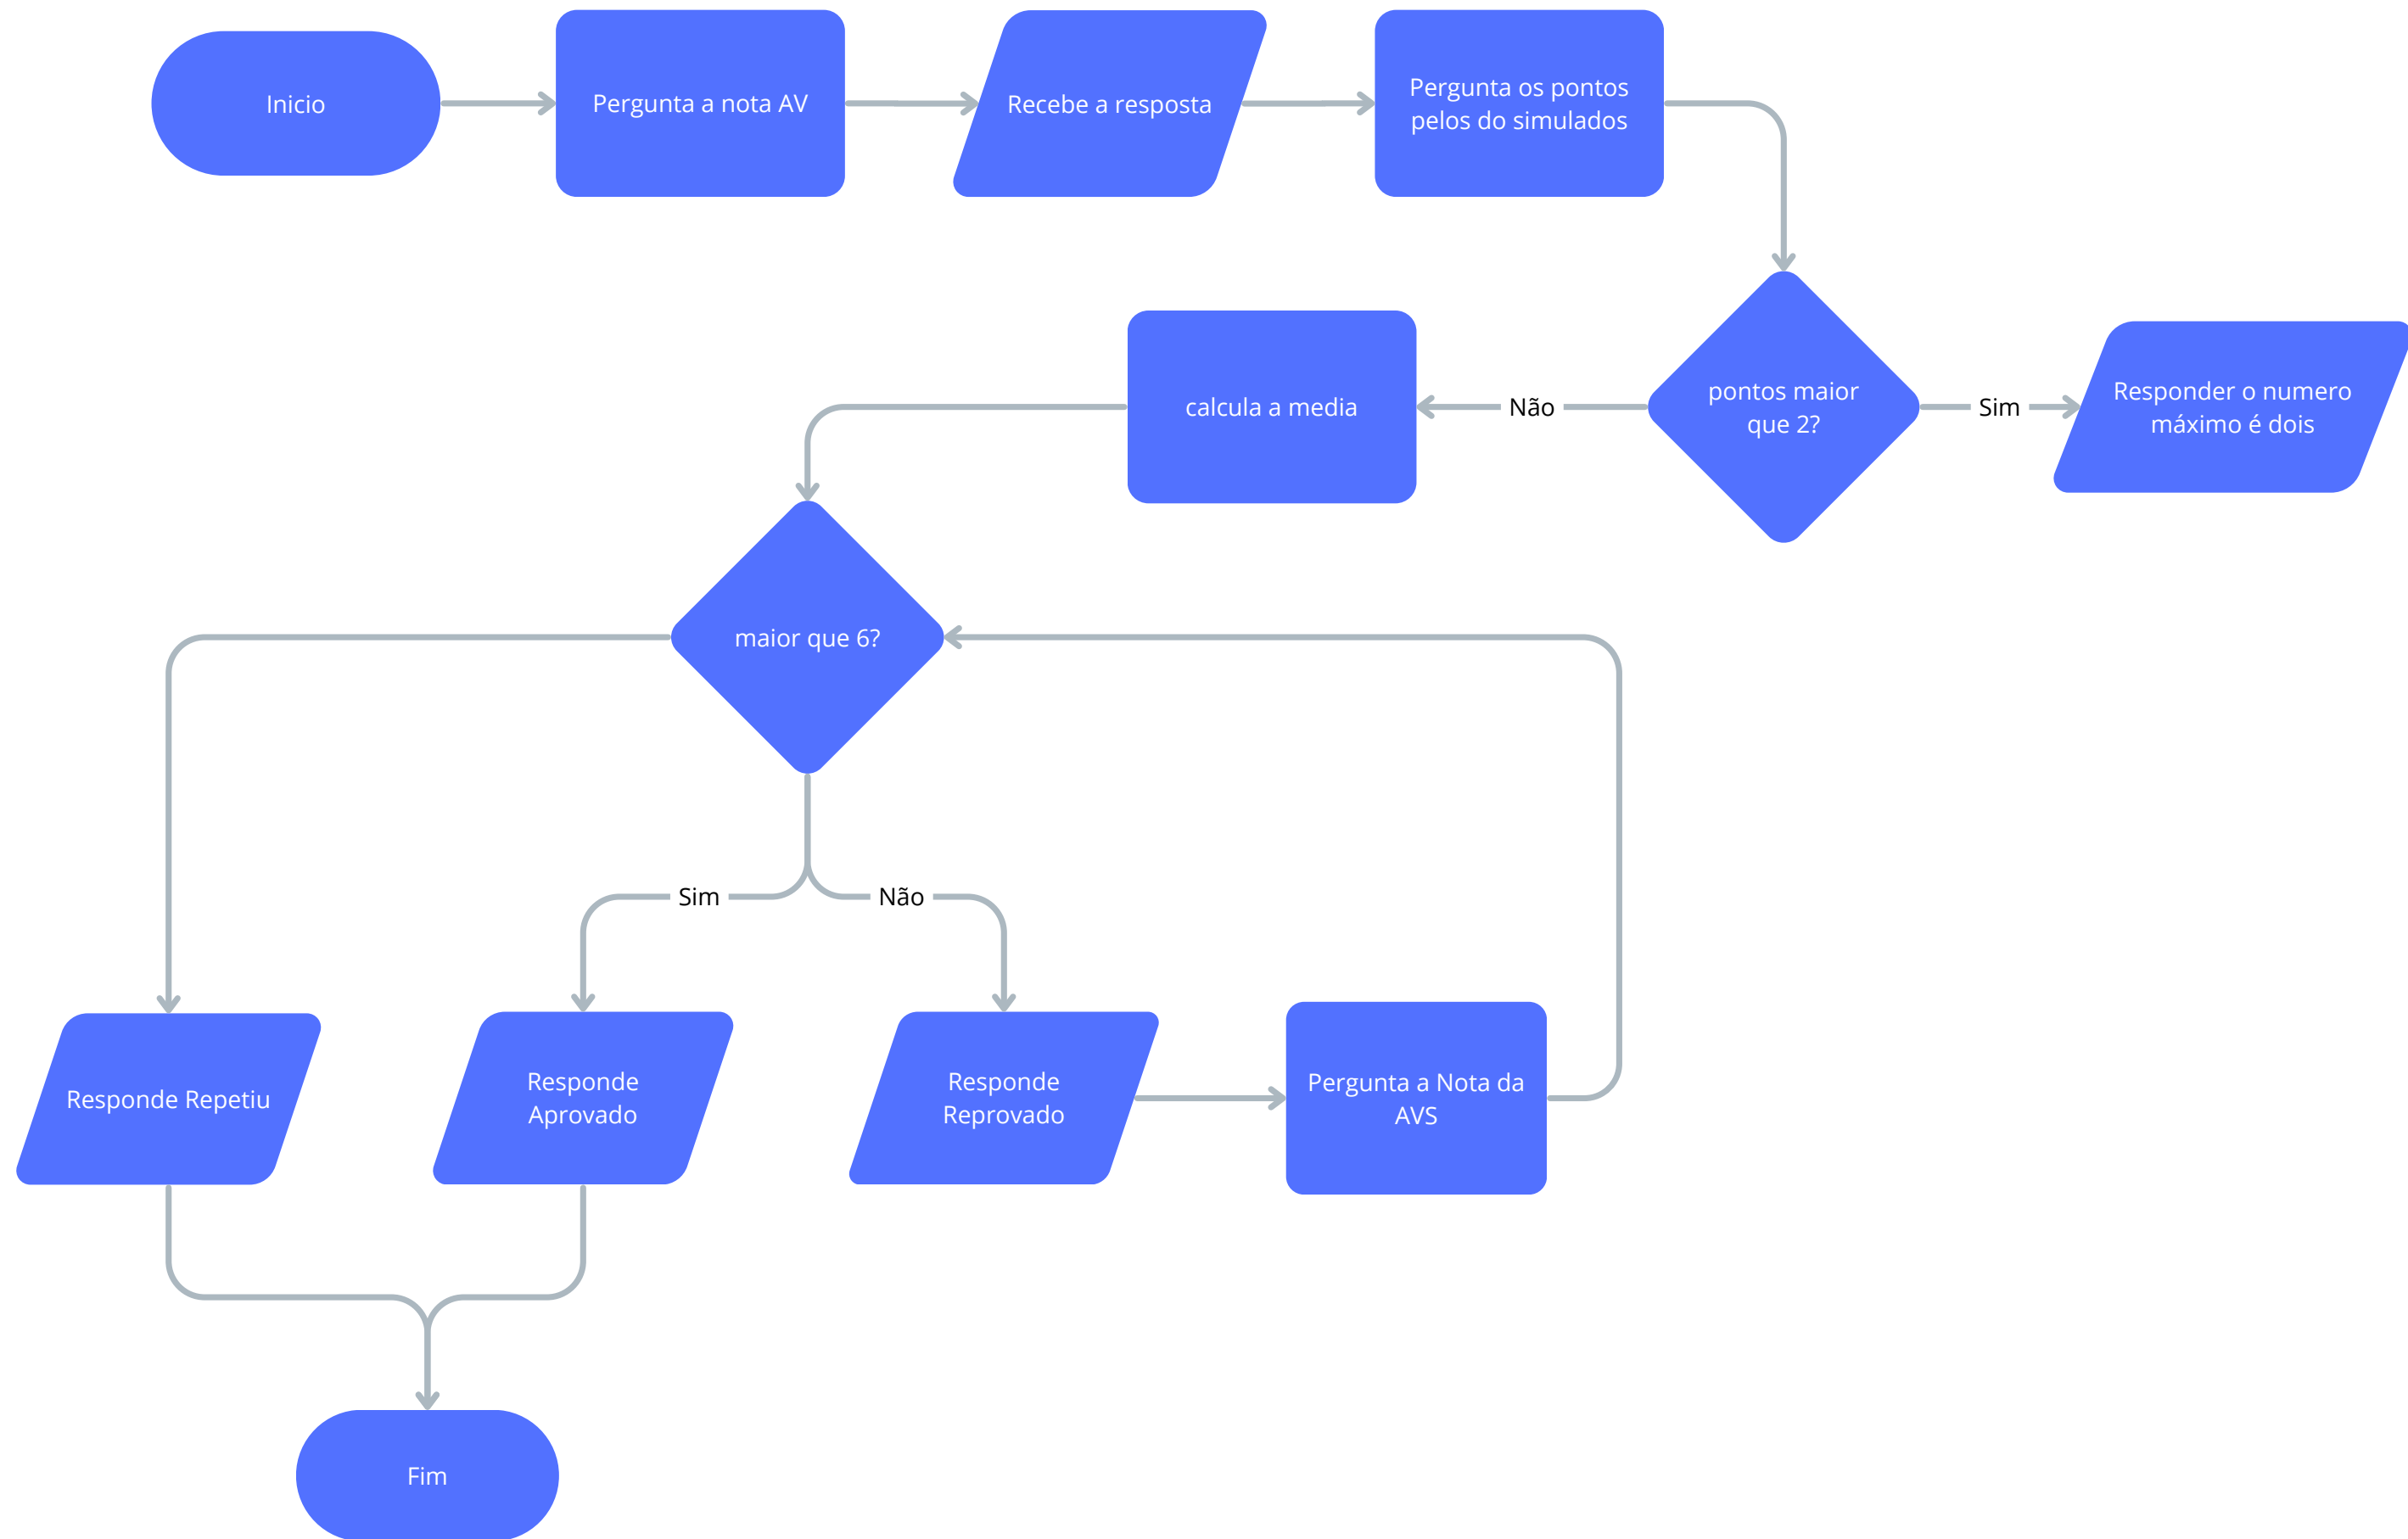 Inicio
Pergunta a nota AV
Recebe a resposta
Pergunta os pontos
pelos do simulados
calcula a media
Não
pontos maior
que 2?
Sim
Responder o numero
máximo é dois
maior que 6?
Sim
Não
Responde Repetiu
Responde
Aprovado
Responde
Reprovado
Pergunta a Nota da
AVS
Fim